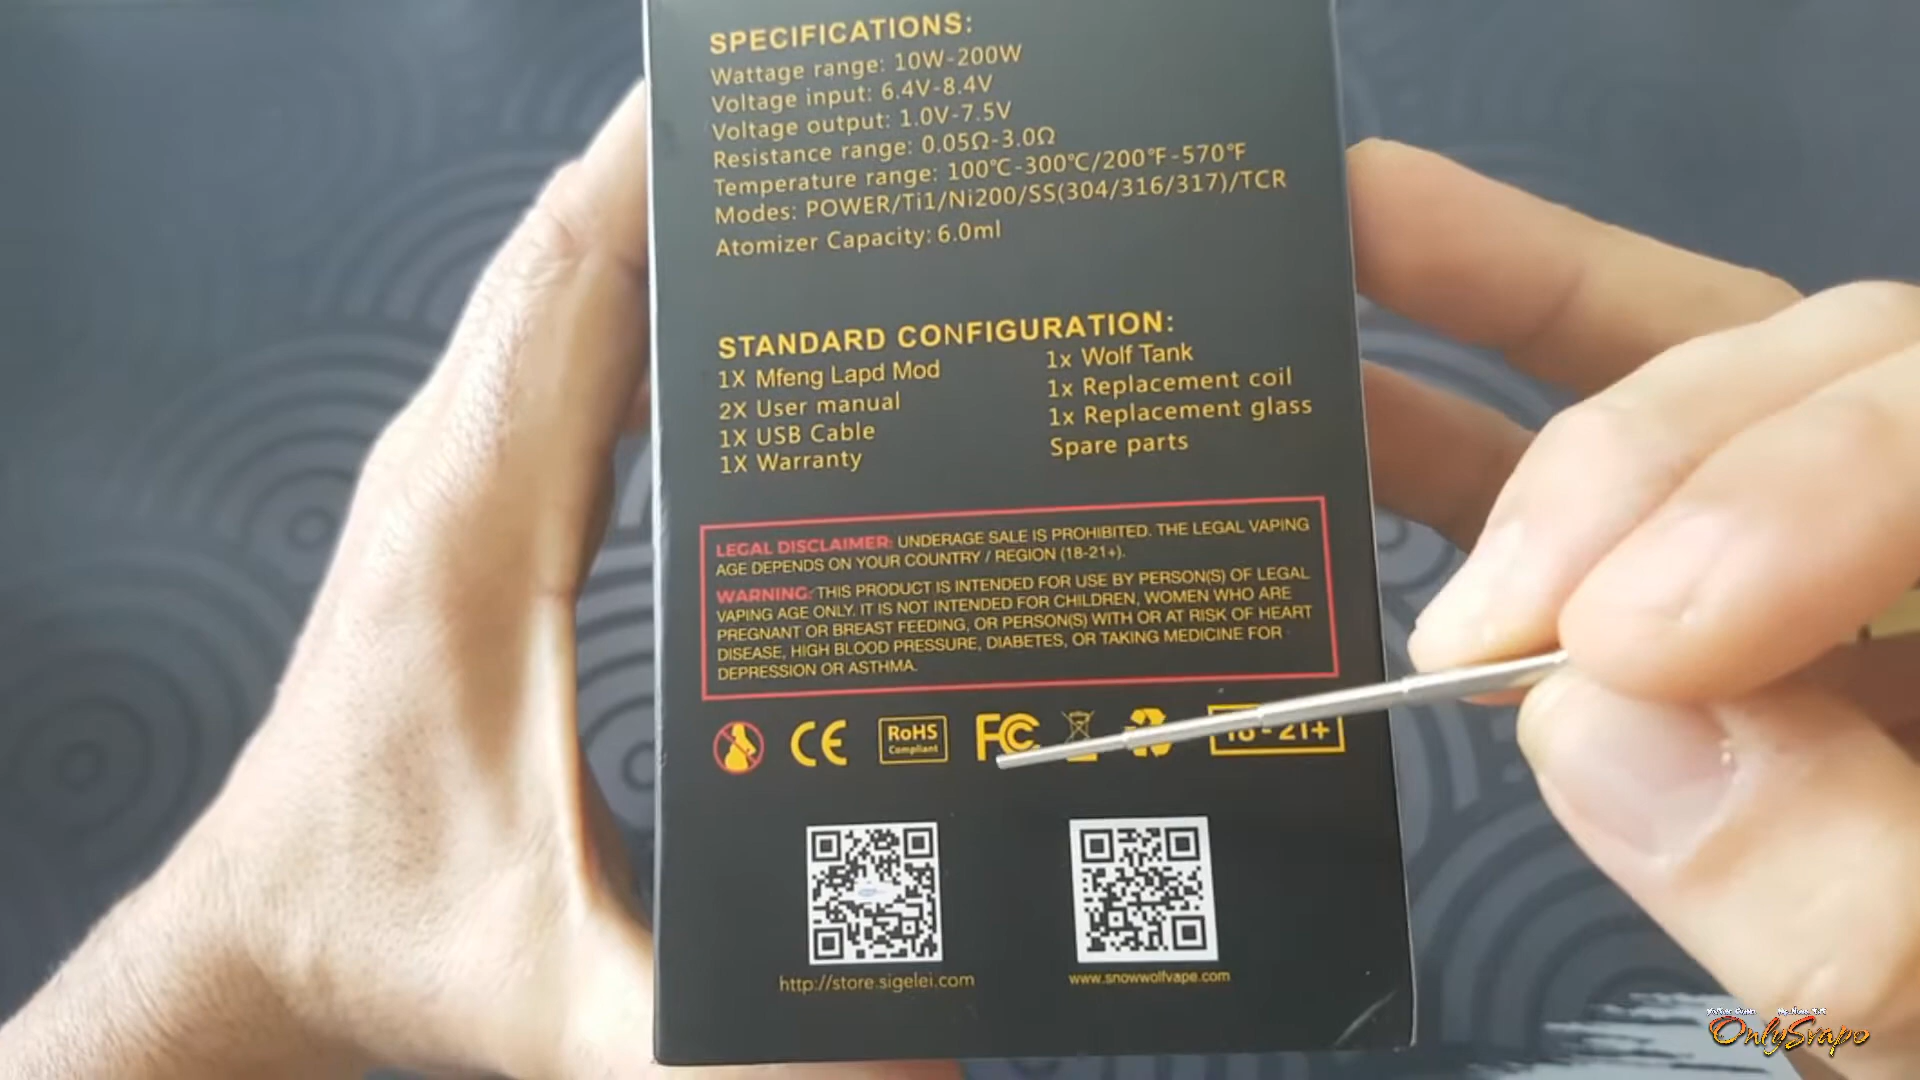 SPECIFICATIONS:
Wattage range: 10W-200W
Voltage input: 6.4V-8.4V
Voltage output: 1.0V-7.5V
Resistance range: 0.05Ω-3.0Ω
Temperature range: 100℃-300℃/200℉-570℉
Modes: POWER/Ti1/Ni200/SS(304/316/317)/TCR
Atomizer Capacity: 6.0ml
STANDARD CONFIGURATION:
1X Mfeng Lapd Mod
2X User manual
1X USB Cable
1X Warranty
1x Wolf Tank
1x Replacement coil
1x Replacement glass
Spare parts
LEGAL DISCLAIMER: UNDERAGE SALE IS PROHIBITED. THE LEGAL VAPING
AGE DEPENDS ON YOUR COUNTRY / REGION (18-21+).
WARNING: THIS PRODUCT IS INTENDED FOR USE BY PERSON(S) OF LEGAL
VAPING AGE ONLY. IT IS NOT INTENDED FOR CHILDREN, WOMEN WHO ARE
PREGNANT OR BREAST FEEDING, OR PERSON(S) WITH OR AT RISK OF HEART
DISEASE, HIGH BLOOD PRESSURE, DIABETES, OR TAKING MEDICINE FOR
DEPRESSION OR ASTHMA.
CE
RoHS
Compliant
FC
18-21+
http://store.sigelei.com
www.snowwolfvape.com
OnlySvapo